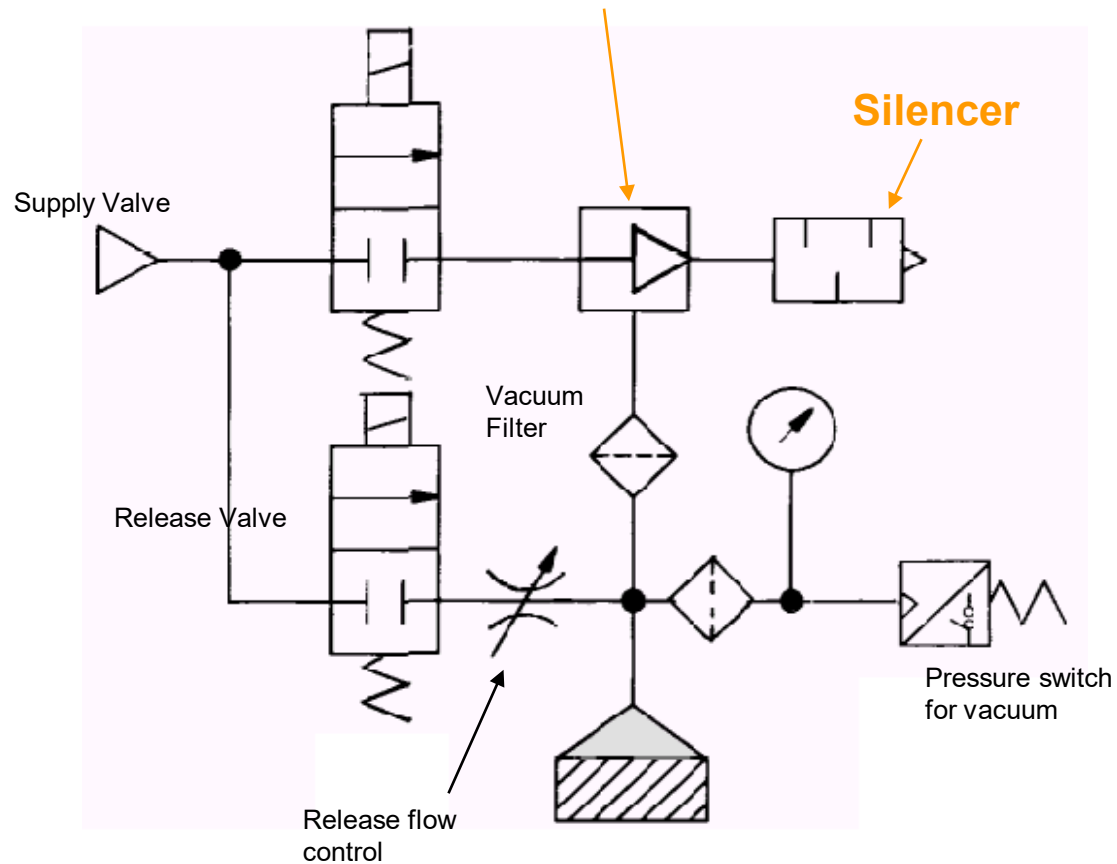 Silencer
Supply Valve
Vacuum
Filter
Release Valve
Pressure switch
for vacuum
Release flow
control